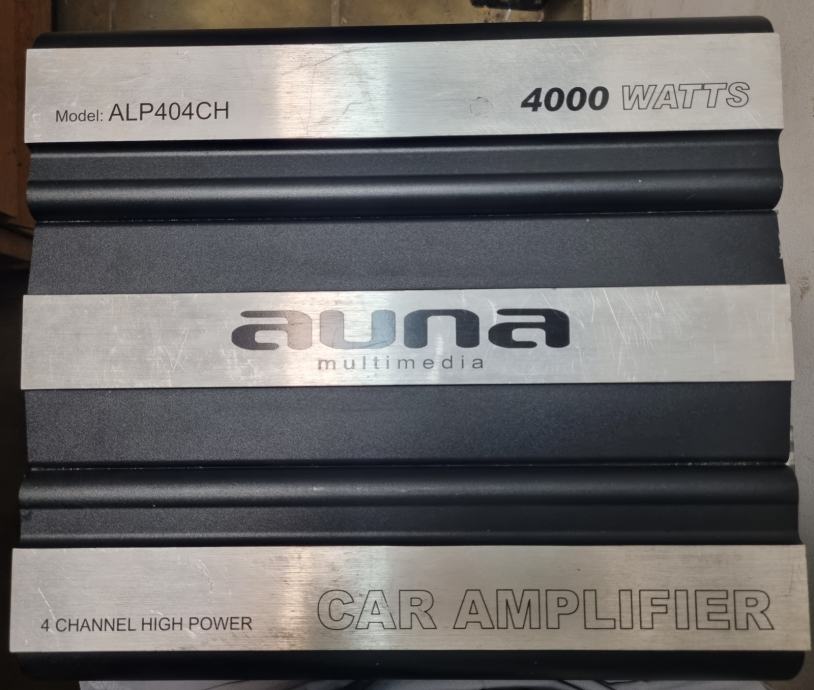 Model: ALP404CH
4000 WATTS
auna
multimedia
4 CHANNEL HIGH POWER
CAR AMPLIFIER